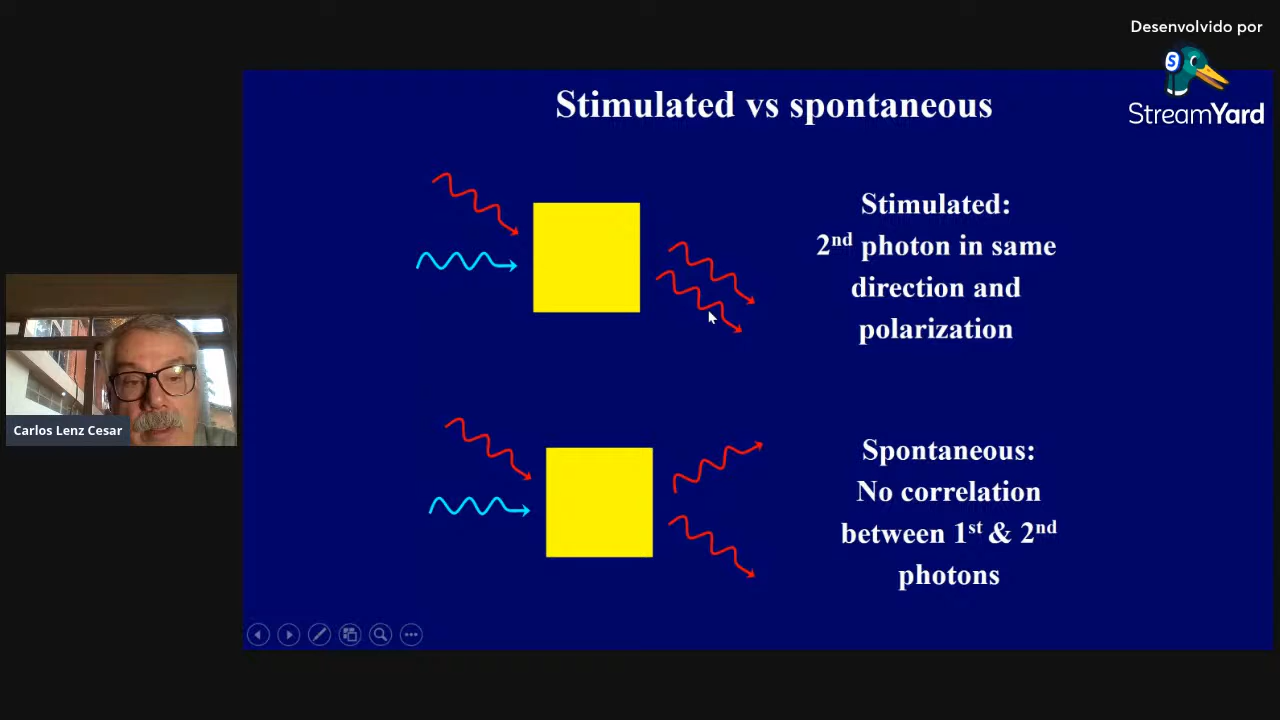 Desenvolvido por
S
StreamYard
Stimulated vs spontaneous
Stimulated:
2nd photon in same
direction and
polarization
Carlos Lenz Cesar
Spontaneous:
No correlation
between 1st & 2nd
photons